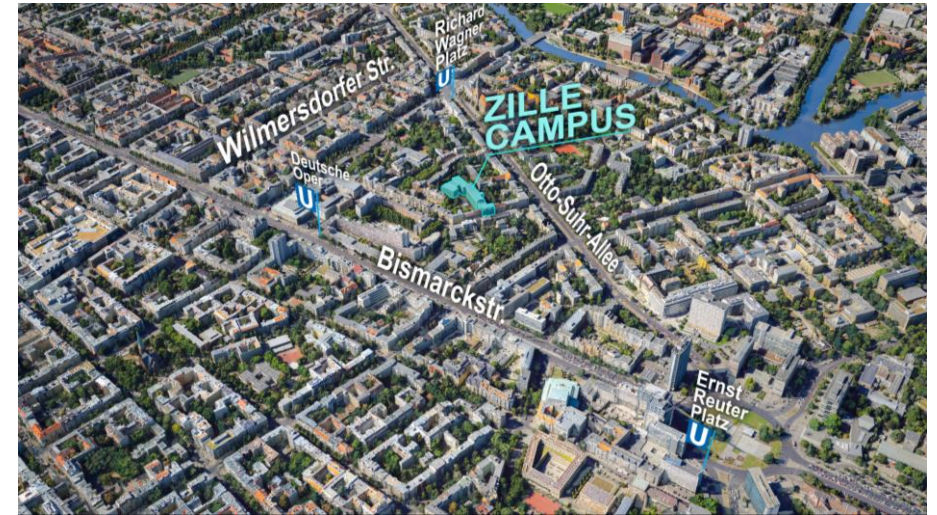 Richard
Wagner
Platz
U
ZILLE
CAMPUS
Wilmersdorfer Str.
Deutsche
Oper
U
Otto-Suhr-Allee
Bismarckstr.
Ernst
Reuter
Platz
U